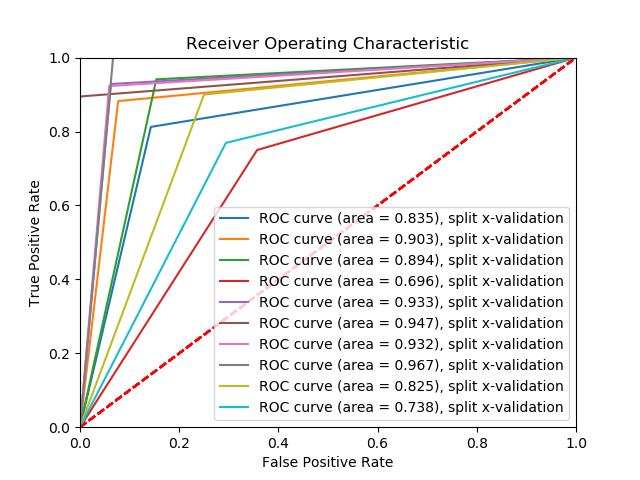 Receiver Operating Characteristic
1.0
0.8
0.6
0.4
0.2
0.0
True Positive Rate
ROC curve (area = 0.835), split x-validation
ROC curve (area = 0.903), split x-validation
ROC curve (area = 0.894), split x-validation
ROC curve (area = 0.696), split x-validation
ROC curve (area = 0.933), split x-validation
ROC curve (area = 0.947), split x-validation
ROC curve (area = 0.932), split x-validation
ROC curve (area = 0.967), split x-validation
ROC curve (area = 0.825), split x-validation
ROC curve (area = 0.738), split x-validation
0.0 0.2 0.4 0.6 0.8 1.0
False Positive Rate